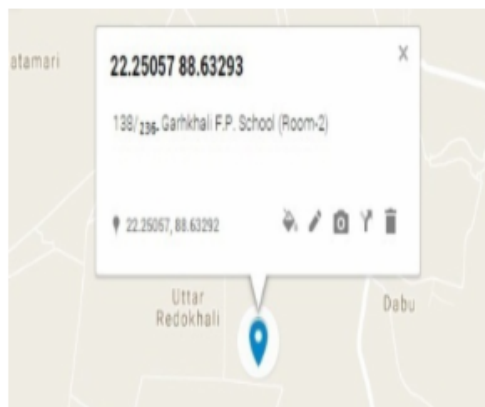 atamari
22.25057 88.63293
138/236- Garhkhali F.P. School (Room-2)
22.25057, 88.63292
Uttar
Redokhali
Dabu